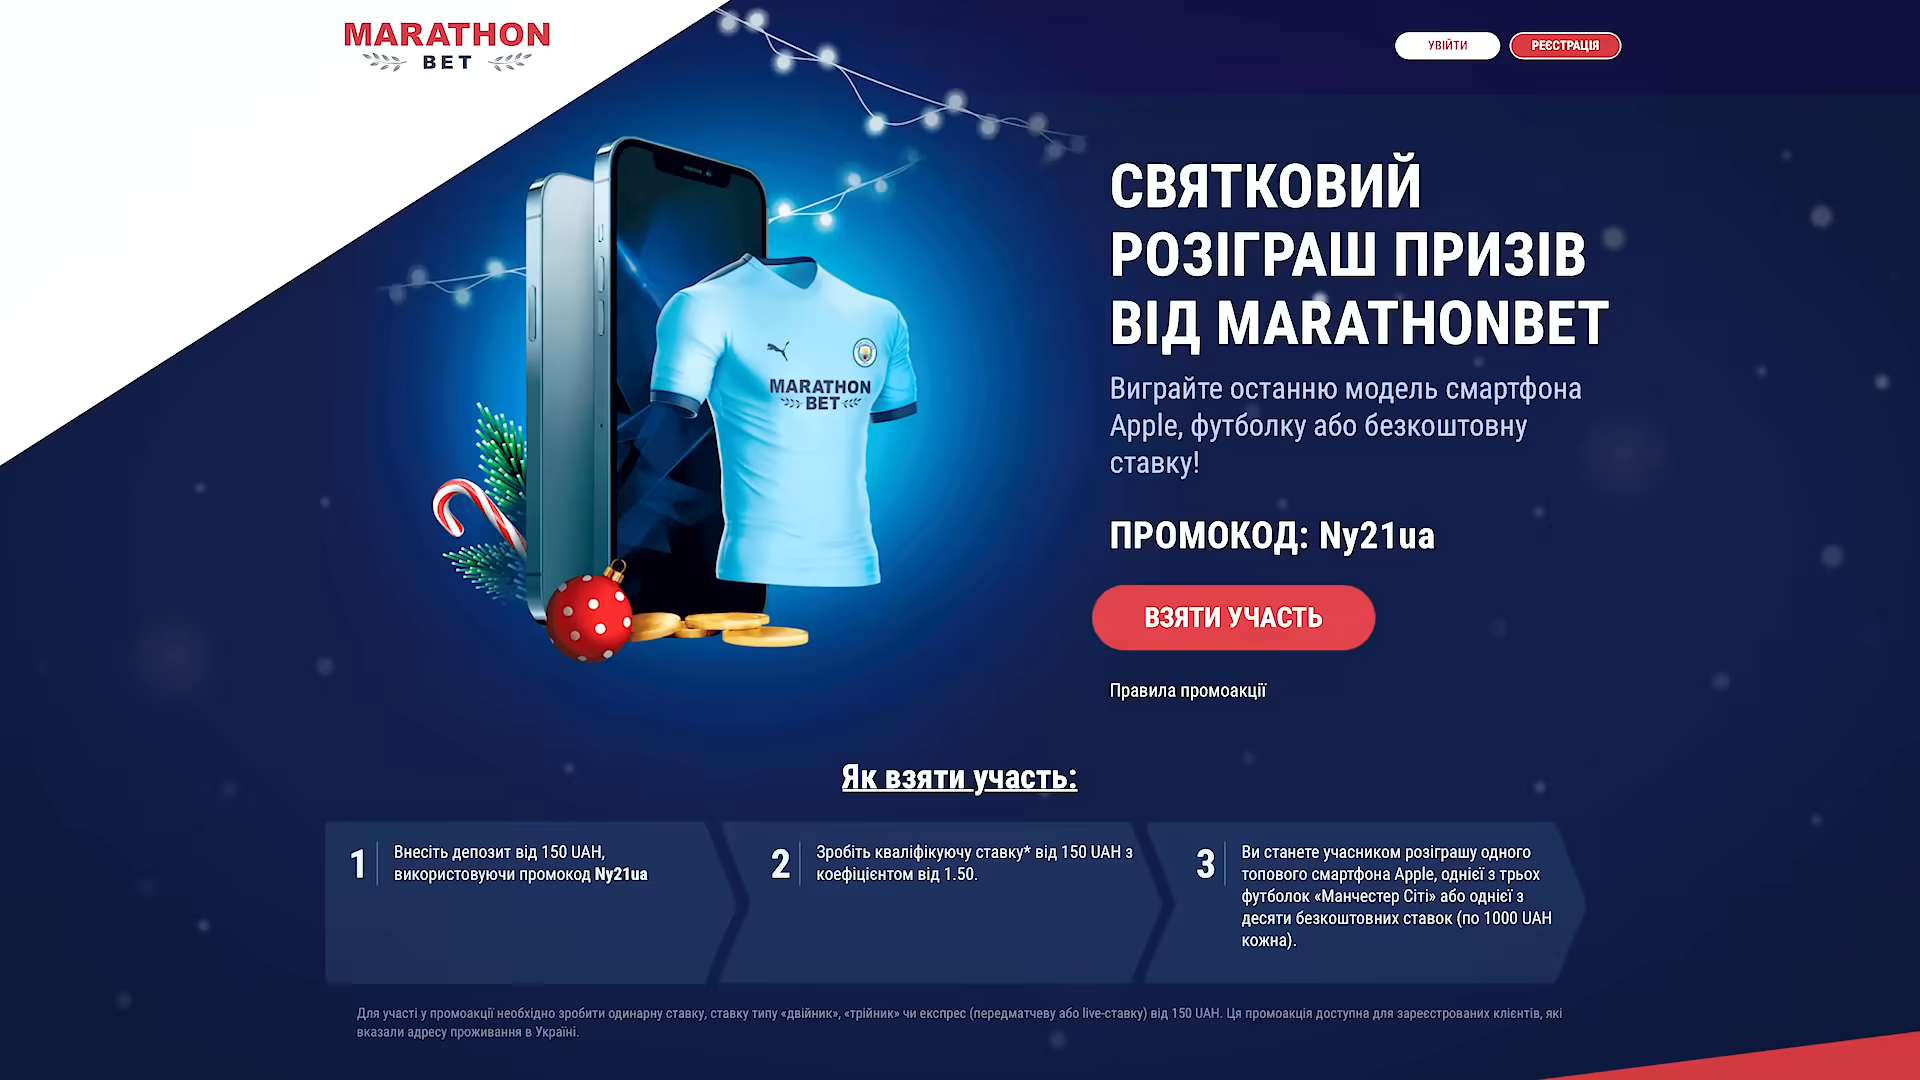 MARATHON
BET
УВІЙТИ
РЕЄСТРАЦІЯ
СВЯТКОВИЙ
РОЗІГРАШ ПРИЗІВ
ВІД MARATHONBET
Виграйте останню модель смартфона
Apple, футболку або безкоштовну
ставку!
ПРОМОКОД: Ny21ua
ВЗЯТИ УЧАСТЬ
Правила промоакції
MARATHON
BET
Як взяти участь:
1
Внесіть депозит від 150 UAH,
використовуючи промокод Ny21ua
2
Зробіть кваліфікуючу ставку* від 150 UAH з
коефіцієнтом від 1.50.
3
Ви станете учасником розіграшу одного
топового смартфона Apple, однієї з трьох
футболок «Манчестер Сіті» або однієї з
десяти безкоштовних ставок (по 1000 UAH
кожна).
Для участі у промоакції необхідно зробити одинарну ставку, ставку типу «двійник», «трійник» чи експрес (передматчеву або live-ставку) від 150 UAH. Ця промоакція доступна для зареєстрованих клієнтів, які
вказали адресу проживання в Україні.